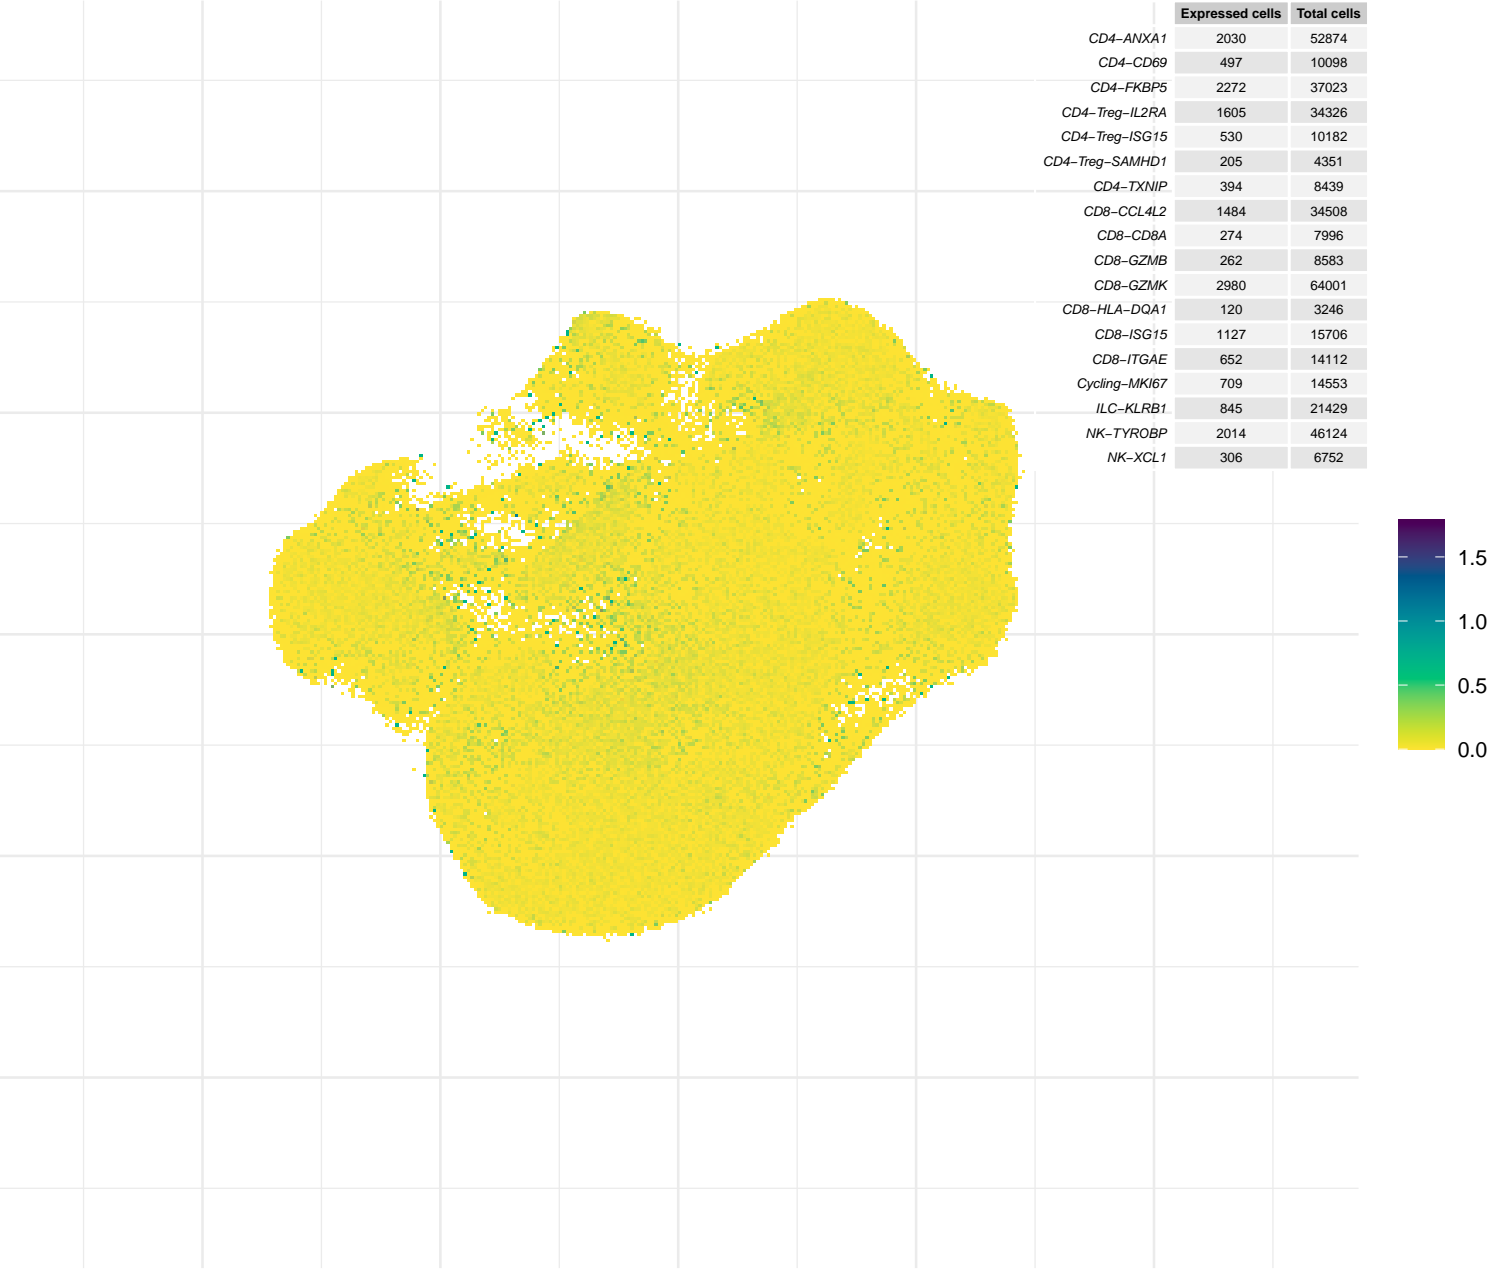 Expressed cells Total cells
CD4−ANXA1 2030 52874
CD4−CD69 497 10098
CD4−FKBP5 2272 37023
CD4−Treg−IL2RA 1605 34326
CD4−Treg−ISG15 530 10182
CD4−Treg−SAMHD1 205 4351
CD4−TXNIP 394 8439
CD8−CCL4L2 1484 34508
CD8−CD8A 274 7996
CD8−GZMB 262 8583
CD8−GZMK 2980 64001
CD8−HLA−DQA1 120 3246
CD8−ISG15 1127 15706
CD8−ITGAE 652 14112
Cycling−MKI67 709 14553
ILC−KLRB1 845 21429
NK−TYROBP 2014 46124
NK−XCL1 306 6752
1.5
1.0
0.5
0.0